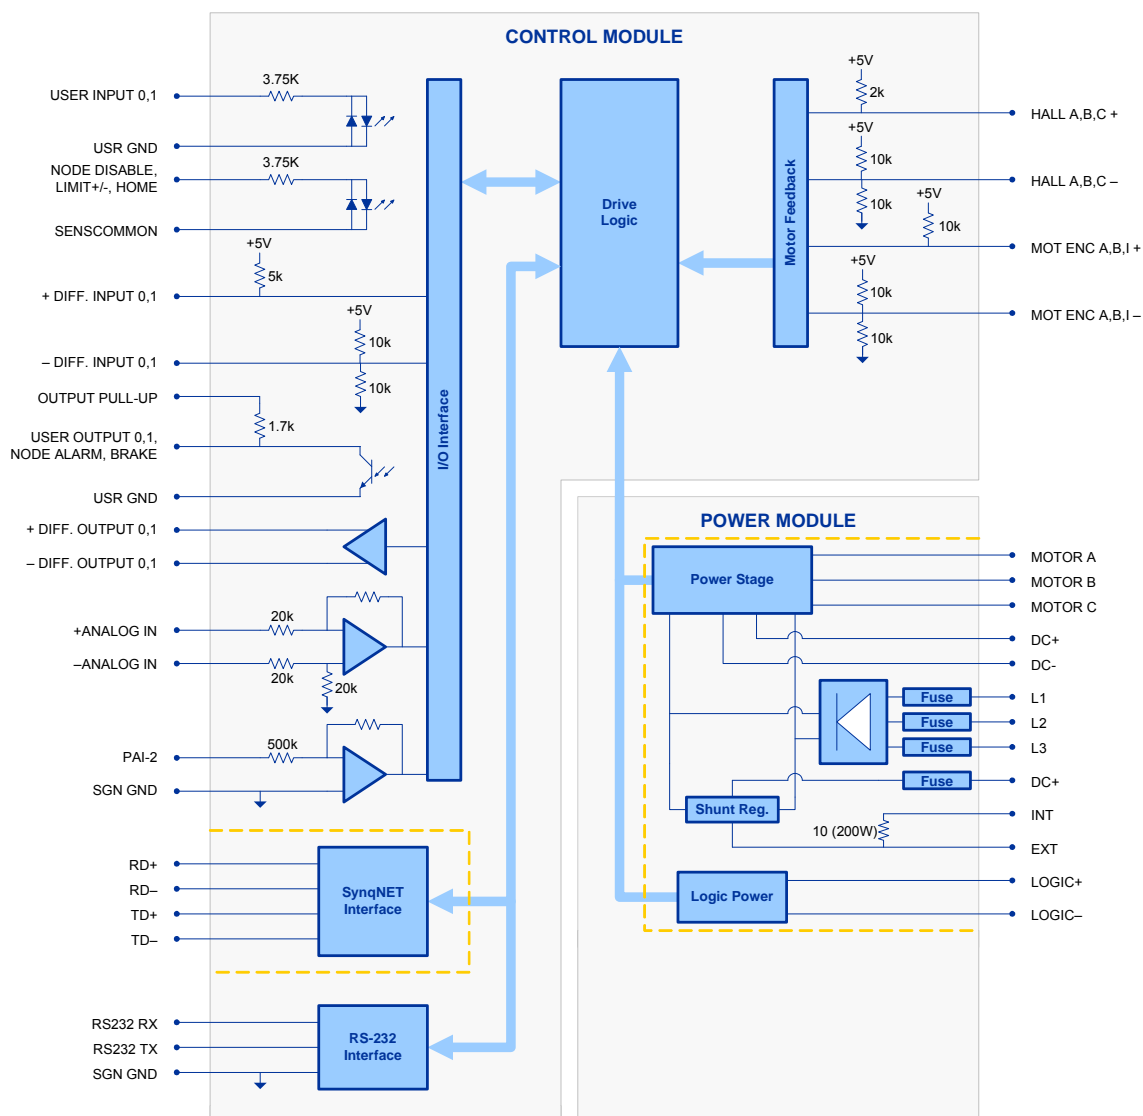 CONTROL MODULE
USER INPUT 0,1
3.75K
USR GND
NODE DISABLE,
LIMIT+/-, HOME
3.75K
SENSCOMMON
+5V
5k
+ DIFF. INPUT 0,1
+5V
10k
– DIFF. INPUT 0,1
10k
OUTPUT PULL-UP
1.7k
USER OUTPUT 0,1,
NODE ALARM, BRAKE
USR GND
+ DIFF. OUTPUT 0,1
– DIFF. OUTPUT 0,1
20k
+ANALOG IN
–ANALOG IN
20k
20k
PAI-2
500k
SGN GND
I/O Interface
RD+
RD–
TD+
TD–
SynqNET
Interface
RS232 RX
RS232 TX
SGN GND
RS-232
Interface
Drive
Logic
Motor Feedback
+5V
2k
HALL A,B,C +
+5V
10k
HALL A,B,C –
10k
+5V
10k
MOT ENC A,B,I +
+5V
10k
MOT ENC A,B,I –
10k
POWER MODULE
Power Stage
MOTOR A
MOTOR B
MOTOR C
DC+
DC-
Fuse
L1
Fuse
L2
Fuse
L3
Fuse
DC+
Shunt Reg.
INT
10 (200W)
EXT
Logic Power
LOGIC+
LOGIC–